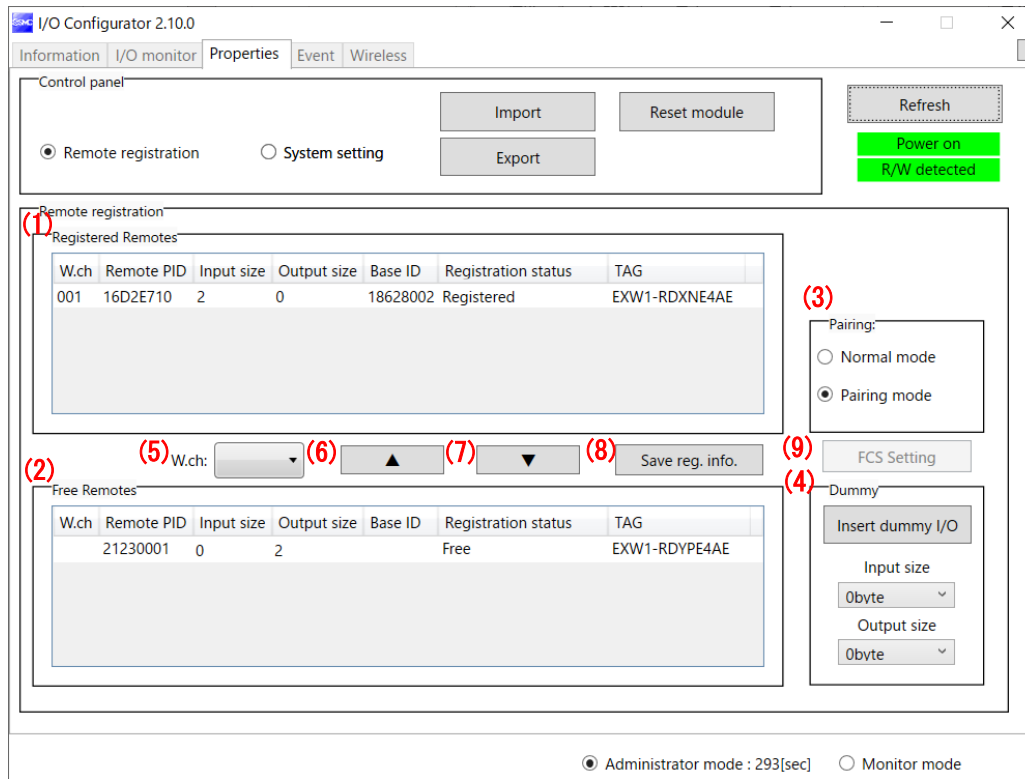 SMC I/O Configurator 2.10.0
Information I/O monitor Properties Event Wireless
Control panel
Import Reset module Refresh
Remote registration System setting Export
Power on
R/W detected
Remote registration
(1)
Registered Remotes
W.ch Remote PID Input size Output size Base ID Registration status TAG
001 16D2E710 2 0 18628002 Registered EXW1-RDXNE4AE
(3)
Pairing:
Normal mode
Pairing mode
(5) W.ch: (6) ▲ (7) ▼ (8) Save reg. info. (9) FCS Setting
(2)
Free Remotes
W.ch Remote PID Input size Output size Base ID Registration status TAG
21230001 0 2 Free EXW1-RDYPE4AE
(4)
Dummy
Insert dummy I/O
Input size
0byte
Output size
0byte
Administrator mode : 293[sec] Monitor mode